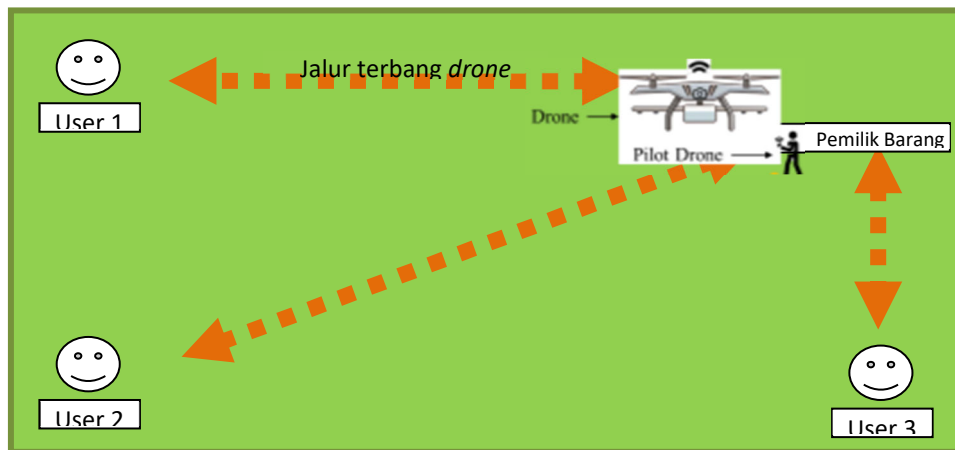 Jalur terbang drone
User 1
Drone
Pilot Drone
Pemilik Barang
User 2
User 3